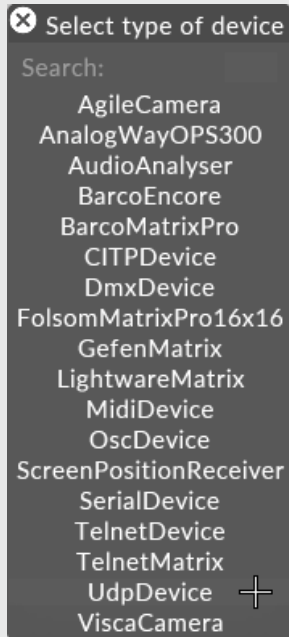 Select type of device
Search:
AgileCamera
AnalogWayOPS300
AudioAnalyser
BarcoEncore
BarcoMatrixPro
CITPDevice
DmxDevice
FolsomMatrixPro16x16
GefenMatrix
LightwareMatrix
MidiDevice
OscDevice
ScreenPositionReceiver
SerialDevice
TelnetDevice
TelnetMatrix
UdpDevice
ViscaCamera